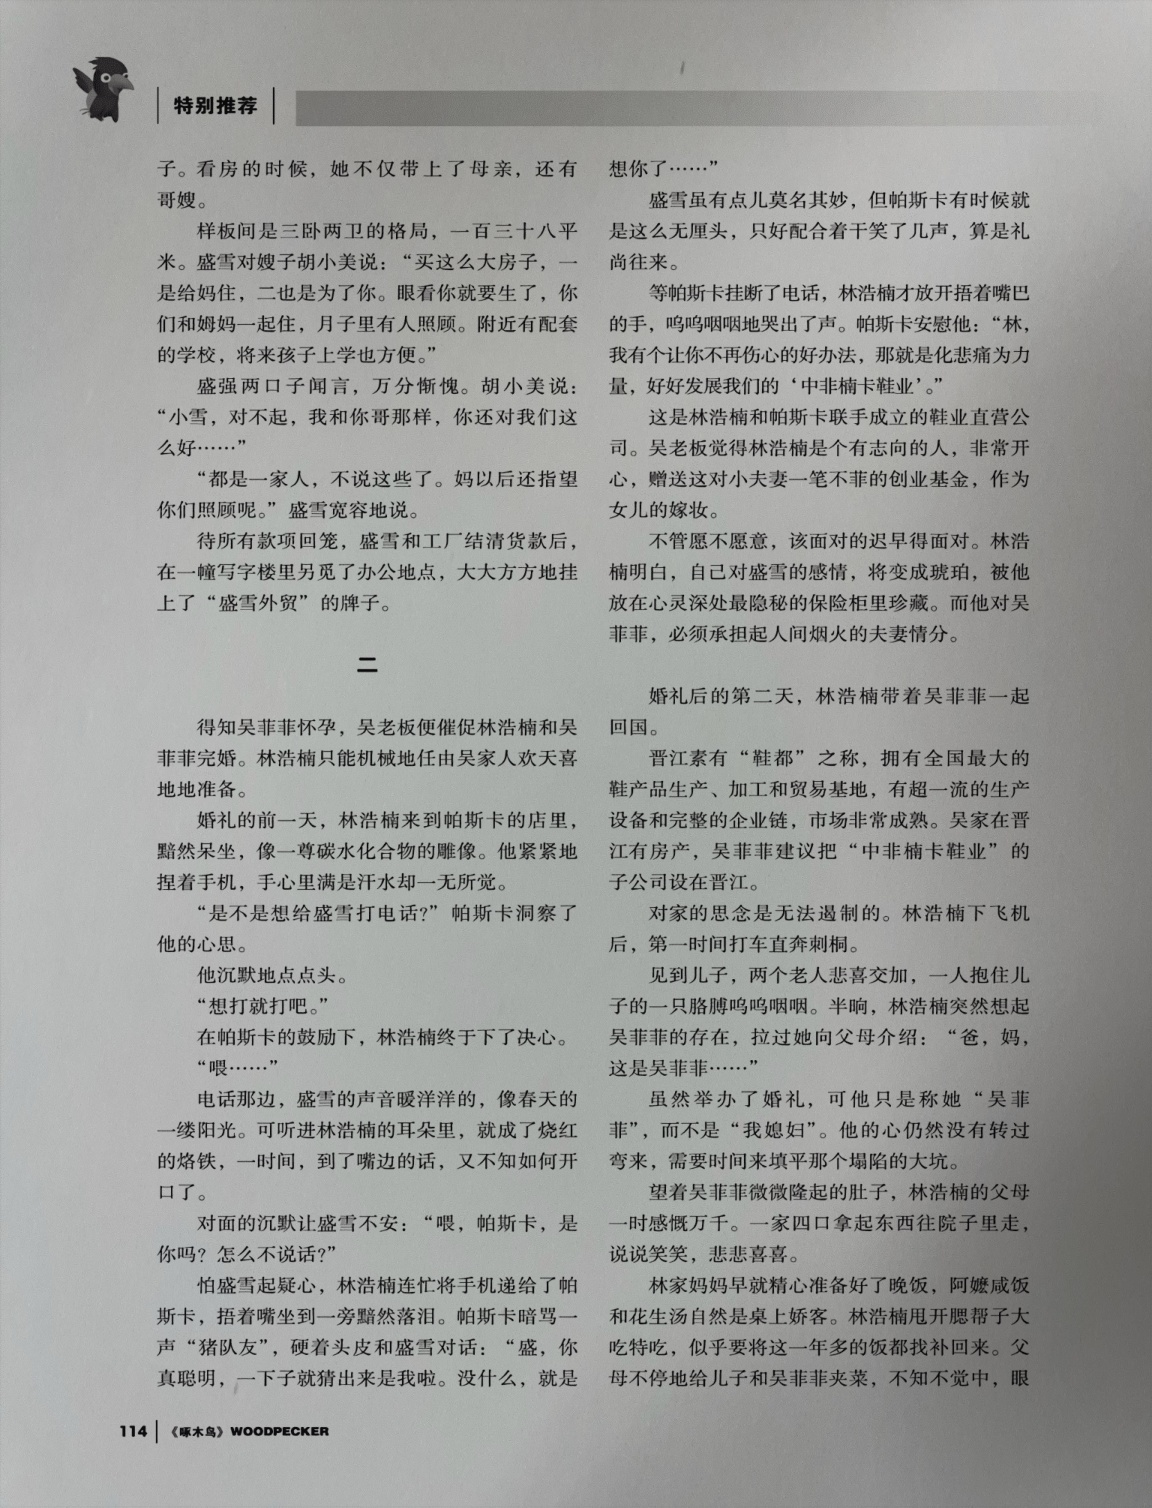 特别推荐
子。看房的时候，她不仅带上了母亲，还有
哥嫂。
样板间是三卧两卫的格局，一百三十八平
米。盛雪对嫂子胡小美说：“买这么大房子，一
是给妈住，二也是为了你。眼看你就要生了，你
们和姆妈一起住，月子里有人照顾。附近有配套
的学校，将来孩子上学也方便。”
盛强两口子闻言，万分惭愧。胡小美说：
“小雪，对不起，我和你哥那样，你还对我们这
么好……”
“都是一家人，不说这些了。妈以后还指望
你们照顾呢。”盛雪宽容地说。
待所有款项回笼，盛雪和工厂结清货款后，
在一幢写字楼里另觅了办公地点，大大方方地挂
上了“盛雪外贸”的牌子。
二
得知吴菲菲怀孕，吴老板便催促林浩楠和吴
菲菲完婚。林浩楠只能机械地任由吴家人欢天喜
地地准备。
婚礼的前一天，林浩楠来到帕斯卡的店里，
黯然呆坐，像一尊碳水化合物的雕像。他紧紧地
捏着手机，手心里满是汗水却一无所觉。
“是不是想给盛雪打电话?”帕斯卡洞察了
他的心思。
他沉默地点点头。
“想打就打吧。”
在帕斯卡的鼓励下，林浩楠终于下了决心。
“喂……”
电话那边，盛雪的声音暖洋洋的，像春天的
一缕阳光。可听进林浩楠的耳朵里，就成了烧红
的烙铁，一时间，到了嘴边的话，又不知如何开
口了。
对面的沉默让盛雪不安：“喂，帕斯卡，是
你吗？怎么不说话?”
怕盛雪起疑心，林浩楠连忙将手机递给了帕
斯卡，捂着嘴坐到一旁黯然落泪。帕斯卡暗骂一
声“猪队友”，硬着头皮和盛雪对话：“盛，你
真聪明，一下子就猜出来是我啦。没什么，就是
想你了……”
盛雪虽有点儿莫名其妙，但帕斯卡有时候就
是这么无厘头，只好配合着干笑了几声，算是礼
尚往来。
等帕斯卡挂断了电话，林浩楠才放开捂着嘴巴
的手，呜呜咽咽地哭出了声。帕斯卡安慰他：“林，
我有个让你不再伤心的好办法，那就是化悲痛为力
量，好好发展我们的‘中非楠卡鞋业’。”
这是林浩楠和帕斯卡联手成立的鞋业直营公
司。吴老板觉得林浩楠是个有志向的人，非常开
心，赠送这对小夫妻一笔不菲的创业基金，作为
女儿的嫁妆。
不管愿不愿意，该面对的迟早得面对。林浩
楠明白，自己对盛雪的感情，将变成琥珀，被他
放在心灵深处最隐秘的保险柜里珍藏。而他对吴
菲菲，必须承担起人间烟火的夫妻情分。
婚礼后的第二天，林浩楠带着吴菲菲一起
回国。
晋江素有“鞋都”之称，拥有全国最大的
鞋产品生产、加工和贸易基地，有超一流的生产
设备和完整的企业链，市场非常成熟。吴家在晋
江有房产，吴菲菲建议把“中非楠卡鞋业”的
子公司设在晋江。
对家的思念是无法遏制的。林浩楠下飞机
后，第一时间打车直奔刺桐。
见到儿子，两个老人悲喜交加，一人抱住儿
子的一只胳膊呜呜咽咽。半晌，林浩楠突然想起
吴菲菲的存在，拉过她向父母介绍：“爸，妈，
这是吴菲菲……”
虽然举办了婚礼，可他只是称她“吴菲
菲”，而不是“我媳妇”。他的心仍然没有转过
弯来，需要时间来填平那个塌陷的大坑。
望着吴菲菲微微隆起的肚子，林浩楠的父母
一时感慨万千。一家四口拿起东西往院子里走，
说说笑笑，悲悲喜喜。
林家妈妈早就精心准备好了晚饭，阿嬷咸饭
和花生汤自然是桌上娇客。林浩楠甩开腮帮子大
吃特吃，似乎要将这一年多的饭都找补回来。父
母不停地给儿子和吴菲菲夹菜，不知不觉中，眼
114 《啄木鸟》WOODPECKER